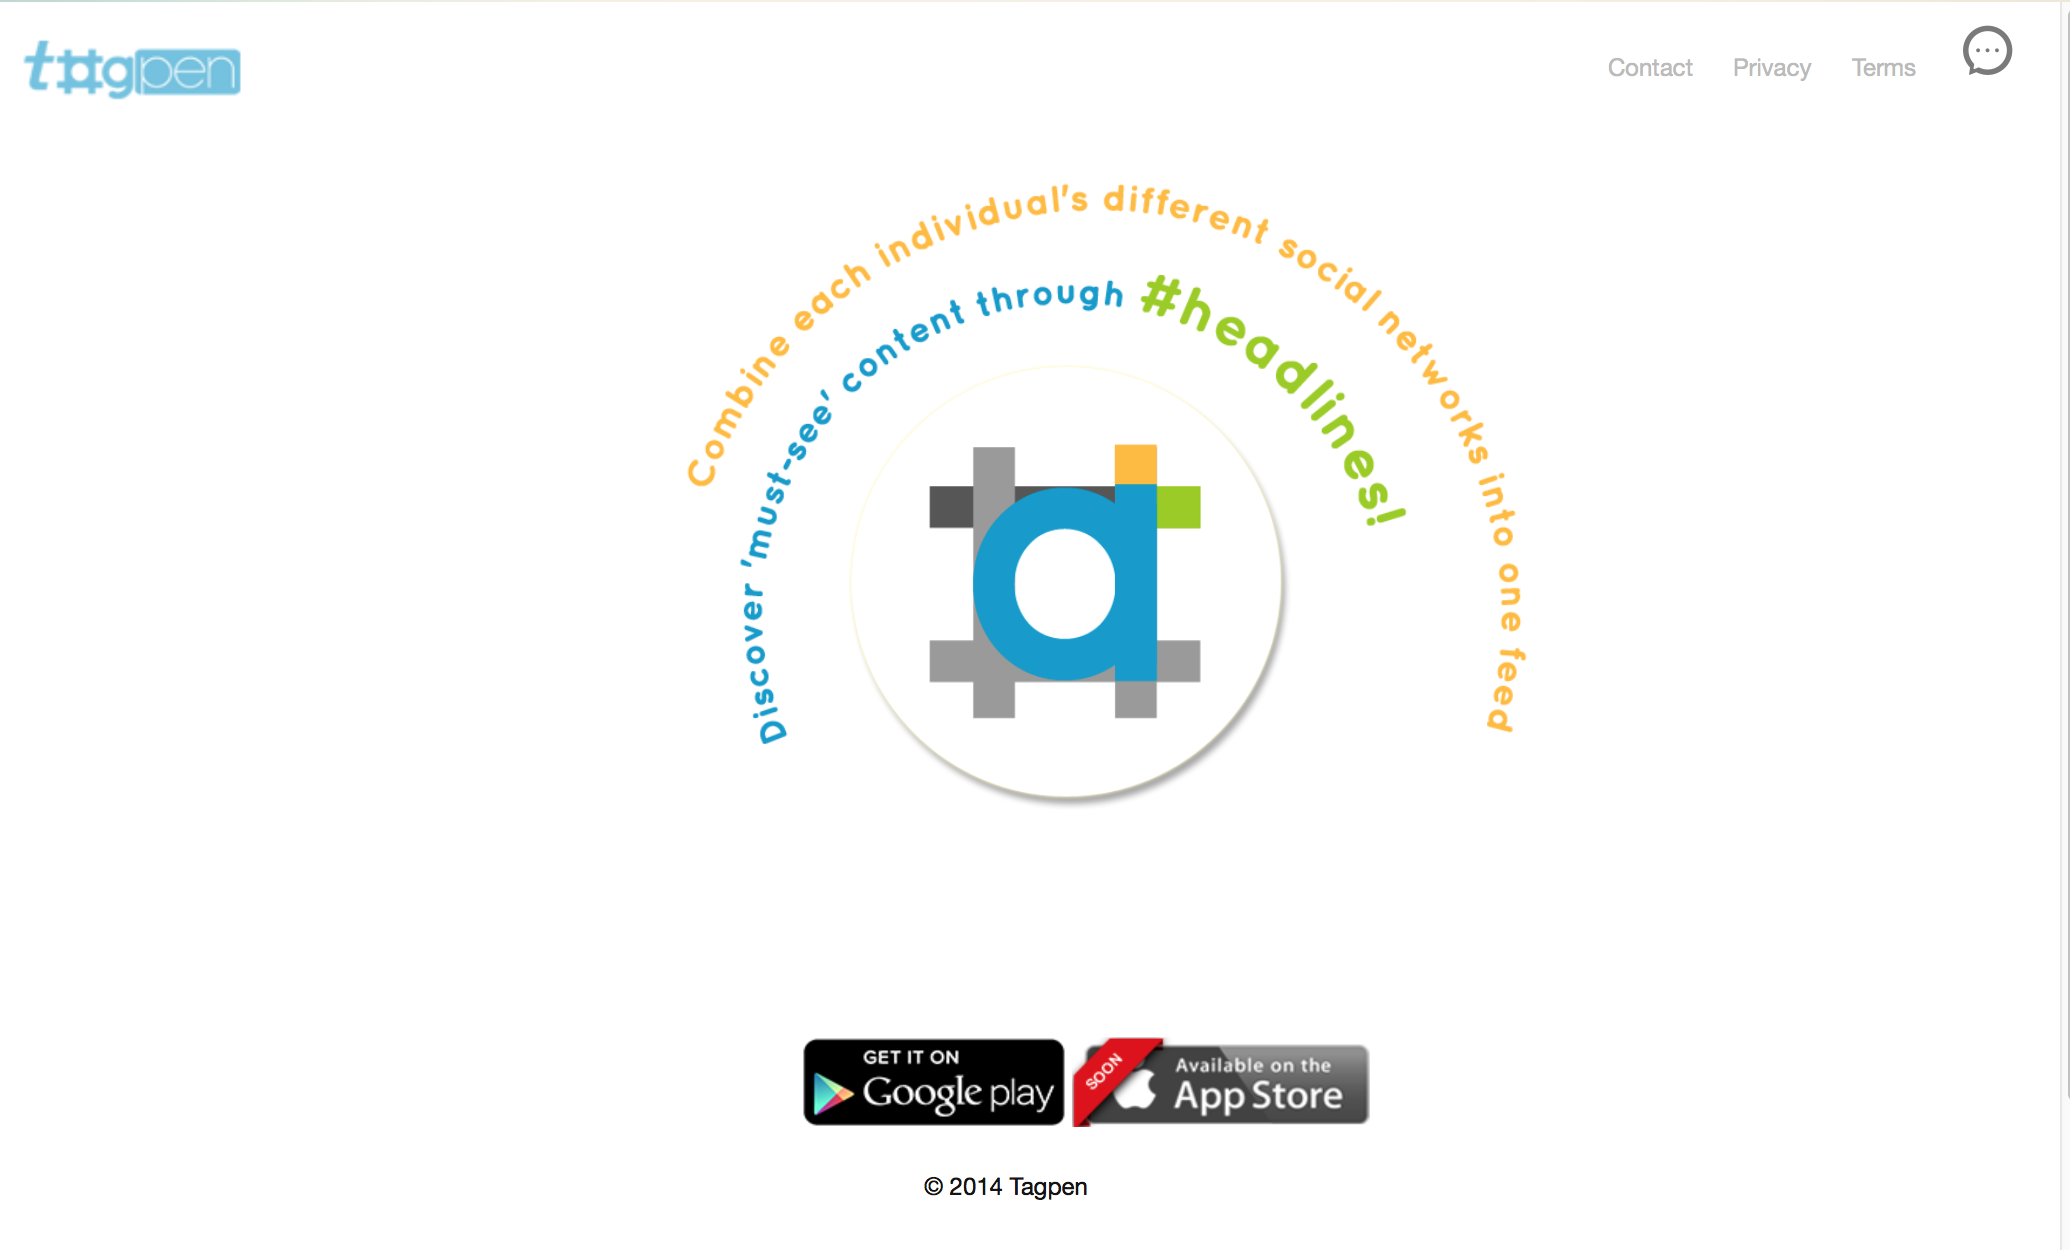 t#gpen
Contact Privacy Terms
Combine each individual's different social networks into one feed
Discover 'must-see' content through #headlines!
GET IT ON
Google play
SOON
Available on the
App Store
© 2014 Tagpen